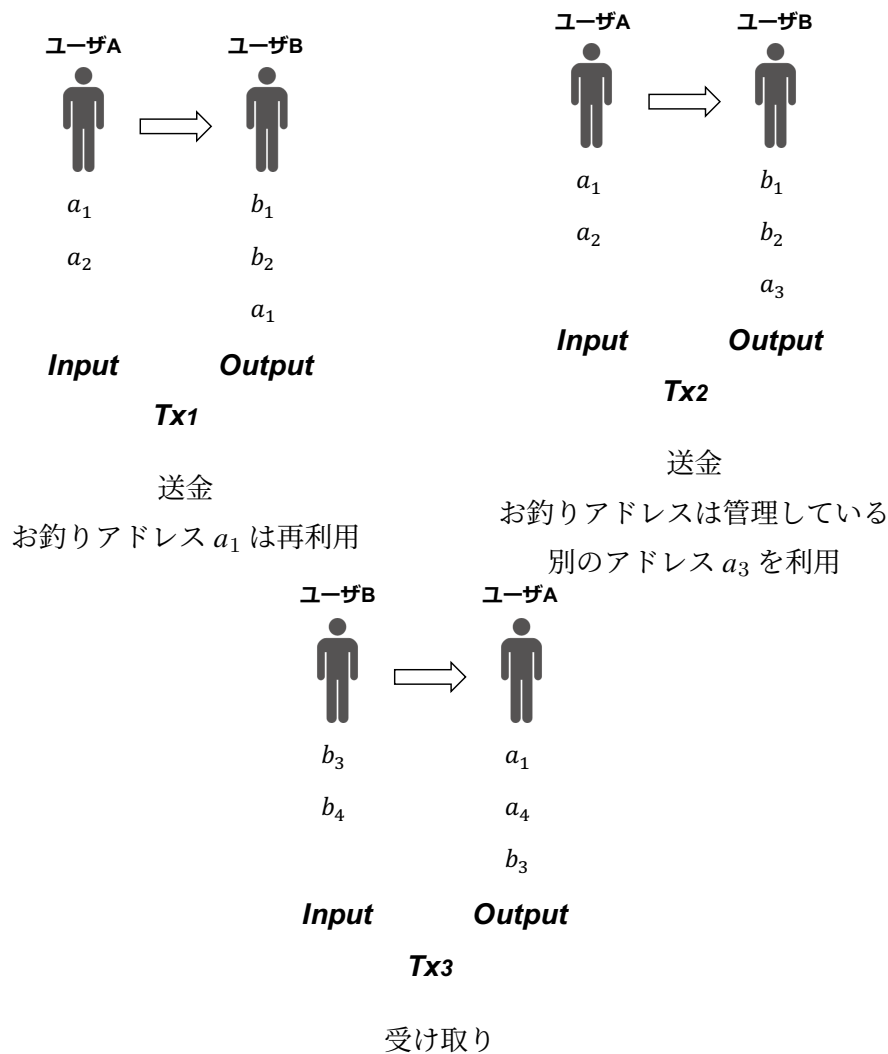 ユーザA ユーザB
a₁ b₁
a₂ b₂
a₁
Input Output
Tx1
送金
お釣りアドレス a₁ は再利用
ユーザA ユーザB
a₁ b₁
a₂ b₂
a₃
Input Output
Tx2
送金
お釣りアドレスは管理している
別のアドレス a₃ を利用
ユーザB ユーザA
b₃ a₁
b₄ a₄
b₃
Input Output
Tx3
受け取り